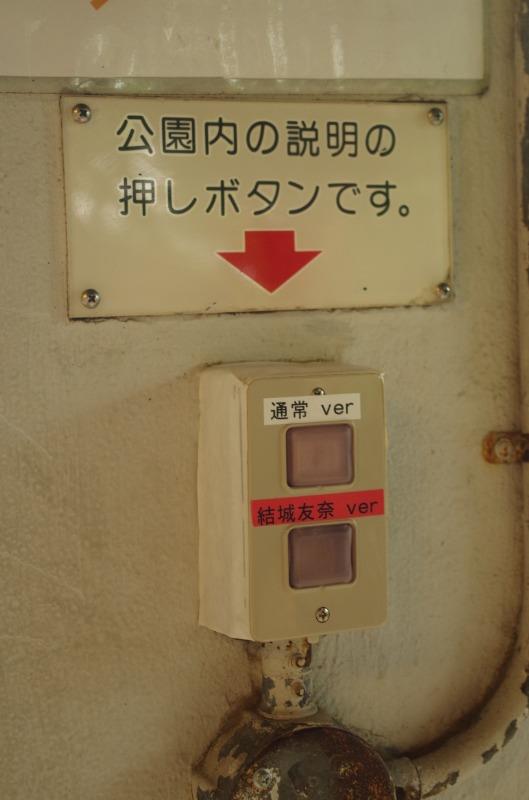 公園内の説明の
押しボタンです。
通常 ver
結城友奈 ver